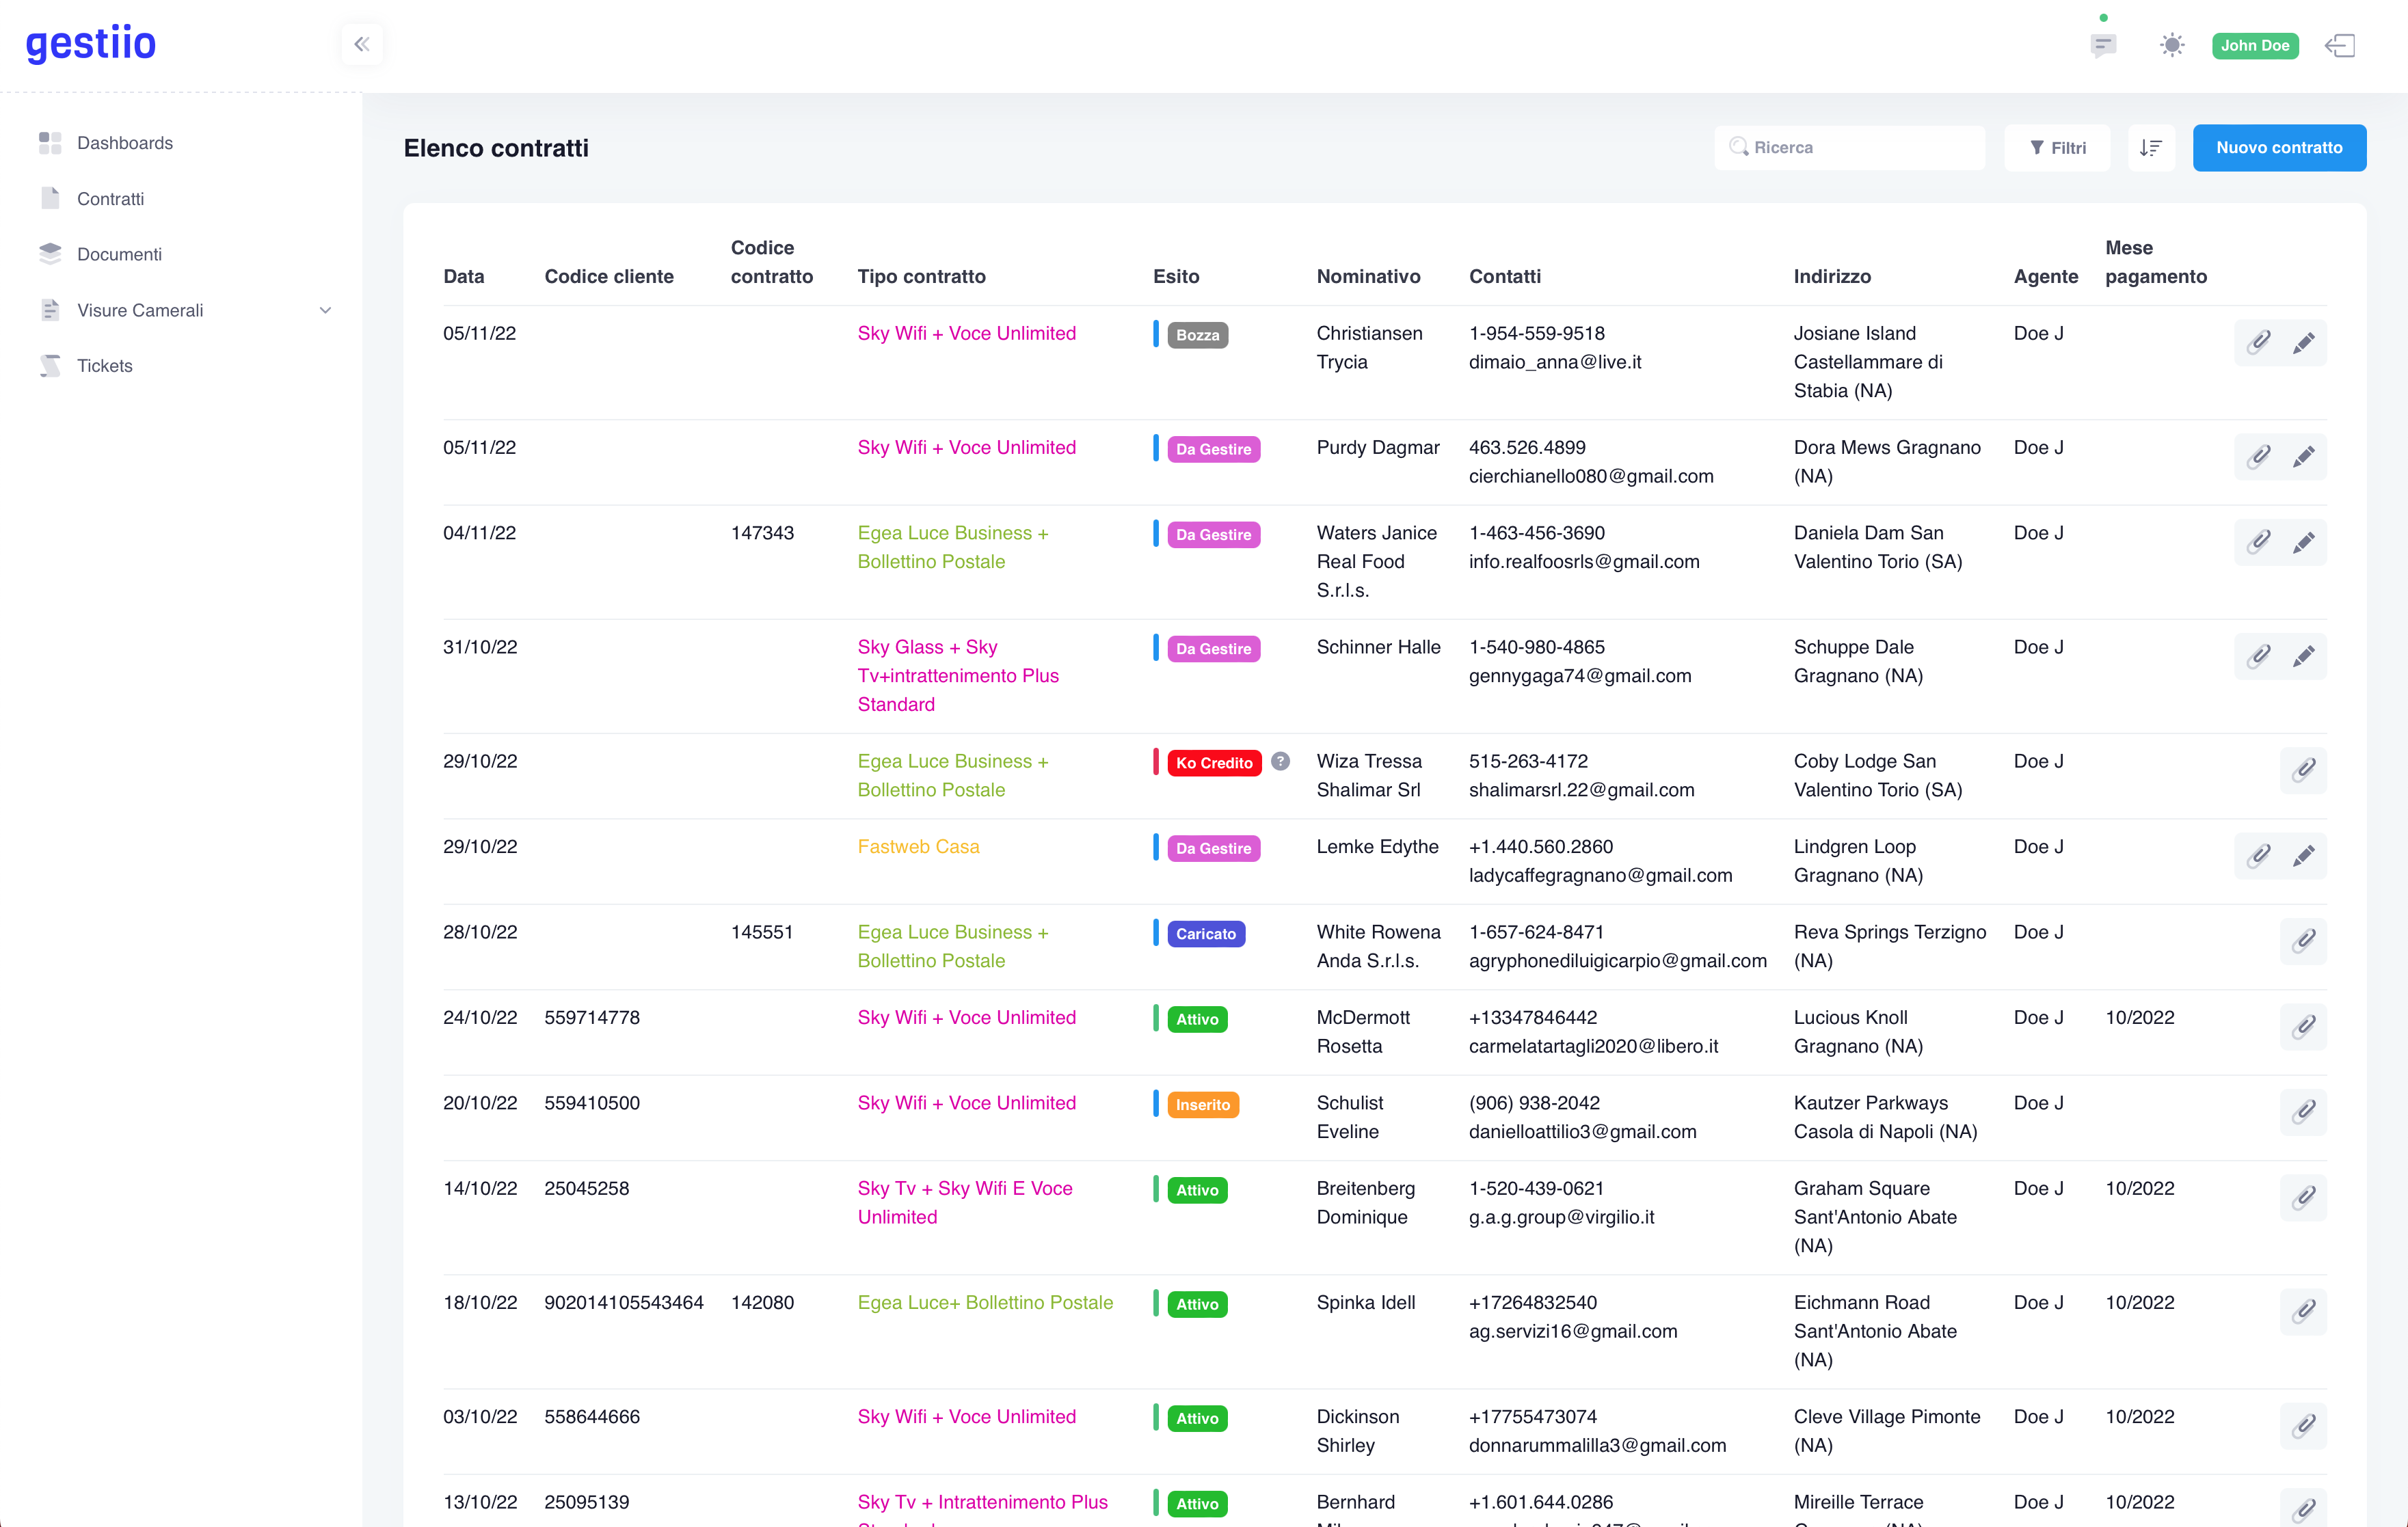 gestiio
John Doe
Dashboards
Contratti
Documenti
Visure Camerali
Tickets
Elenco contratti
Ricerca
Filtri
Nuovo contratto
Data Codice cliente Codice contratto Tipo contratto Esito Nominativo Contatti Indirizzo Agente Mese pagamento
05/11/22 Sky Wifi + Voce Unlimited Bozza Christiansen 1-954-559-9518 Josiane Island Doe J
Trycia dimaio_anna@live.it Castellammare di
Stabia (NA)
05/11/22 Sky Wifi + Voce Unlimited Da Gestire Purdy Dagmar 463.526.4899 Dora Mews Gragnano Doe J
cierchianello080@gmail.com (NA)
04/11/22 147343 Egea Luce Business + Da Gestire Waters Janice 1-463-456-3690 Daniela Dam San Doe J
Bollettino Postale Real Food info.realfoosrls@gmail.com Valentino Torio (SA)
S.r.l.s.
31/10/22 Sky Glass + Sky Da Gestire Schinner Halle 1-540-980-4865 Schuppe Dale Doe J
Tv+intrattenimento Plus gennygaga74@gmail.com Gragnano (NA)
Standard
29/10/22 Egea Luce Business + Ko Credito ? Wiza Tressa 515-263-4172 Coby Lodge San Doe J
Bollettino Postale Shalimar Srl shalimarsrl.22@gmail.com Valentino Torio (SA)
29/10/22 Fastweb Casa Da Gestire Lemke Edythe +1.440.560.2860 Lindgren Loop Doe J
ladycaffegragnano@gmail.com Gragnano (NA)
28/10/22 145551 Egea Luce Business + Caricato White Rowena 1-657-624-8471 Reva Springs Terzigno Doe J
Bollettino Postale Anda S.r.l.s. agryphonediluigicarpio@gmail.com (NA)
24/10/22 559714778 Sky Wifi + Voce Unlimited Attivo McDermott +13347846442 Lucious Knoll Doe J 10/2022
Rosetta carmelatartagli2020@libero.it Gragnano (NA)
20/10/22 559410500 Sky Wifi + Voce Unlimited Inserito Schulist (906) 938-2042 Kautzer Parkways Doe J
Eveline danielloattilio3@gmail.com Casola di Napoli (NA)
14/10/22 25045258 Sky Tv + Sky Wifi E Voce Attivo Breitenberg 1-520-439-0621 Graham Square Doe J 10/2022
Unlimited Dominique g.a.g.group@virgilio.it Sant'Antonio Abate
(NA)
18/10/22 902014105543464 142080 Egea Luce+ Bollettino Postale Attivo Spinka Idell +17264832540 Eichmann Road Doe J 10/2022
ag.servizi16@gmail.com Sant'Antonio Abate
(NA)
03/10/22 558644666 Sky Wifi + Voce Unlimited Attivo Dickinson +17755473074 Cleve Village Pimonte Doe J 10/2022
Shirley donnarummalilla3@gmail.com (NA)
13/10/22 25095139 Sky Tv + Intrattenimento Plus Attivo Bernhard +1.601.644.0286 Mireille Terrace Doe J 10/2022